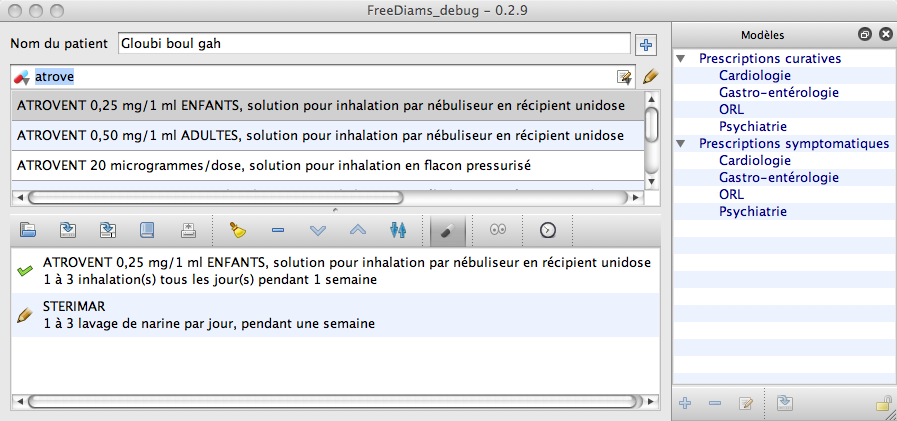 FreeDiams_debug – 0.2.9
Nom du patient
Gloubi boul gah
atrove
ATROVENT 0,25 mg/1 ml ENFANTS, solution pour inhalation par nébuliseur en récipient unidose
ATROVENT 0,50 mg/1 ml ADULTES, solution pour inhalation par nébuliseur en récipient unidose
ATROVENT 20 microgrammes/dose, solution pour inhalation en flacon pressurisé
ATROVENT 0,25 mg/1 ml ENFANTS, solution pour inhalation par nébuliseur en récipient unidose
1 à 3 inhalation(s) tous les jour(s) pendant 1 semaine
STERIMAR
1 à 3 lavage de narine par jour, pendant une semaine
Modèles
Prescriptions curatives
Cardiologie
Gastro-entérologie
ORL
Psychiatrie
Prescriptions symptomatiques
Cardiologie
Gastro-entérologie
ORL
Psychiatrie